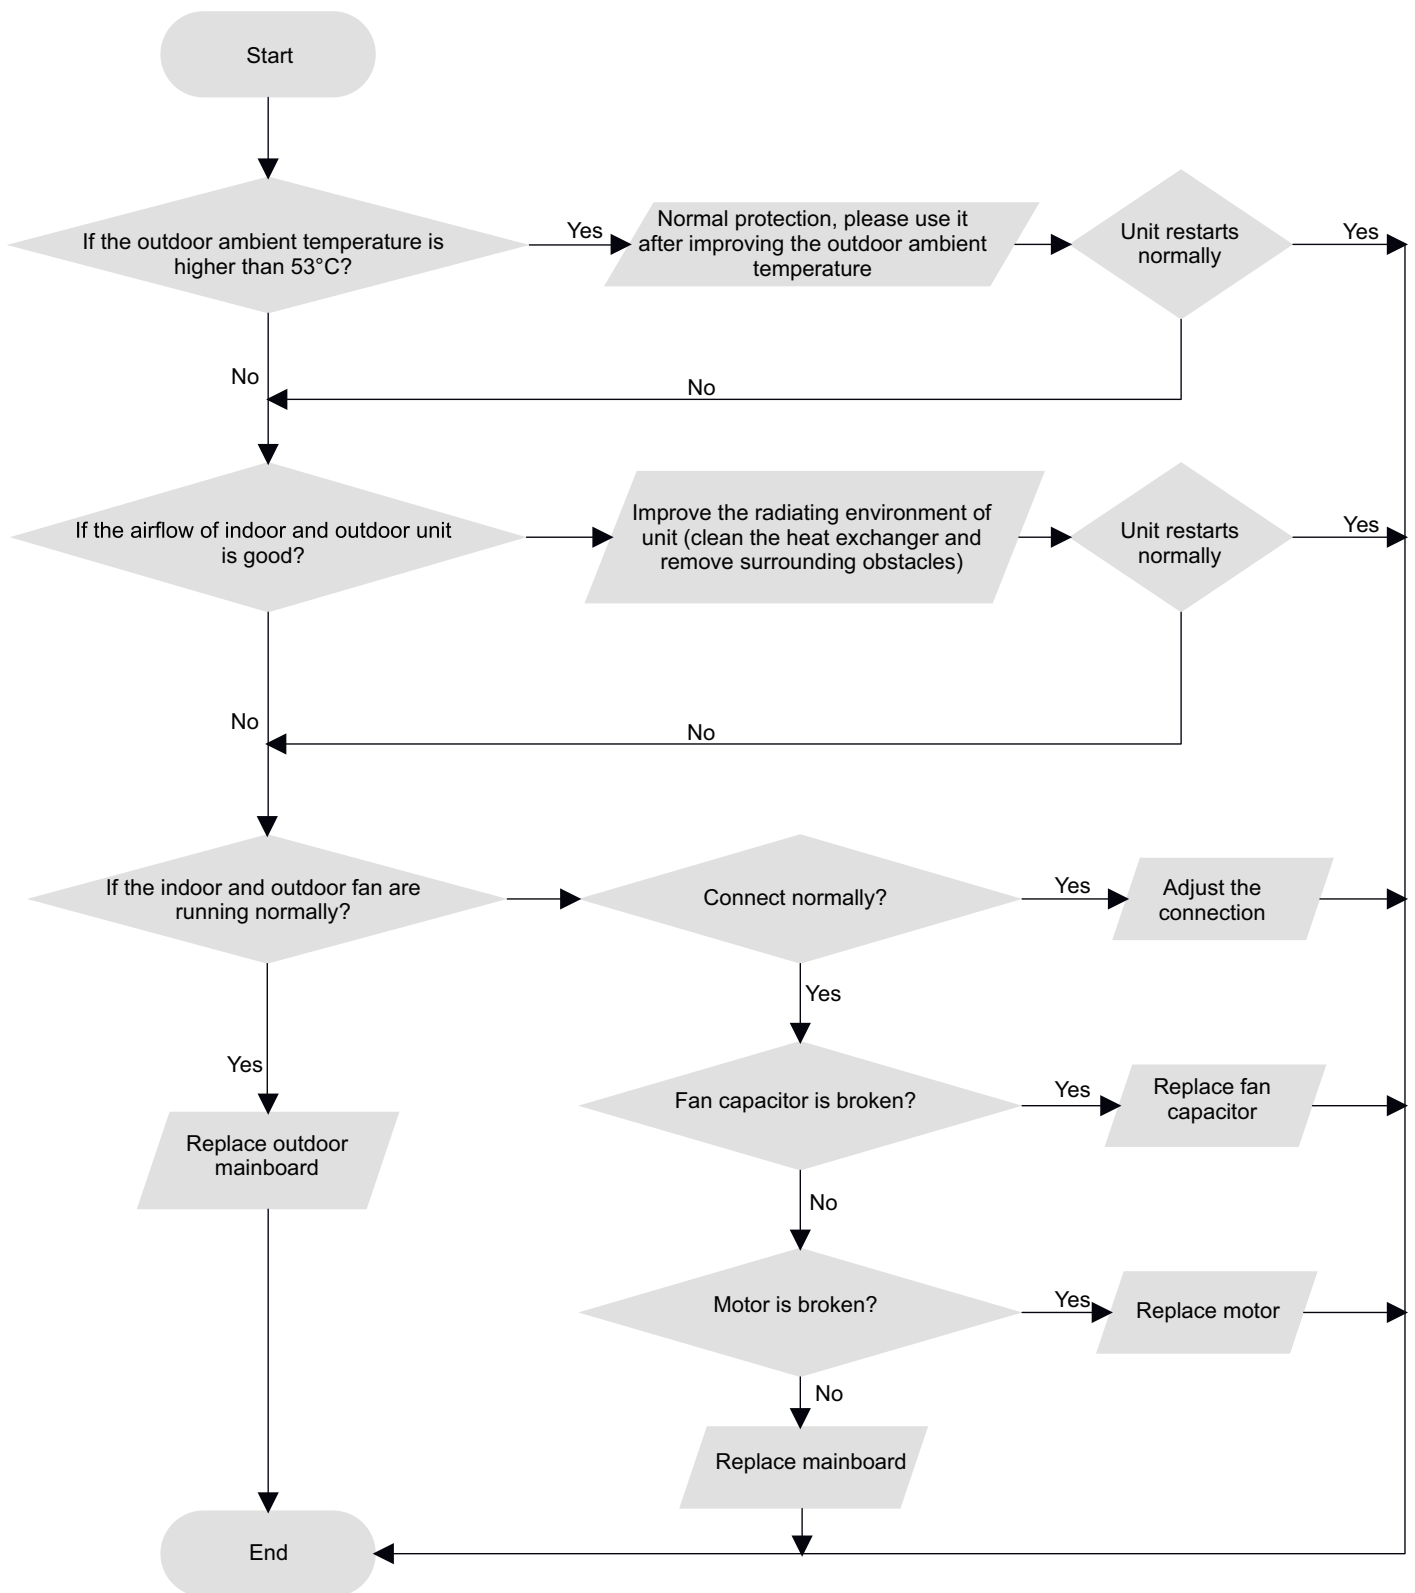 Start
If the outdoor ambient temperature is
higher than 53°C?
Yes
Normal protection, please use it
after improving the outdoor ambient
temperature
Unit restarts
normally
Yes
No
No
If the airflow of indoor and outdoor unit
is good?
Improve the radiating environment of
unit (clean the heat exchanger and
remove surrounding obstacles)
Unit restarts
normally
Yes
No
No
If the indoor and outdoor fan are
running normally?
Connect normally?
Yes
Adjust the
connection
Yes
Yes
Fan capacitor is broken?
Yes
Replace fan
capacitor
Replace outdoor
mainboard
No
Motor is broken?
Yes
Replace motor
No
Replace mainboard
End